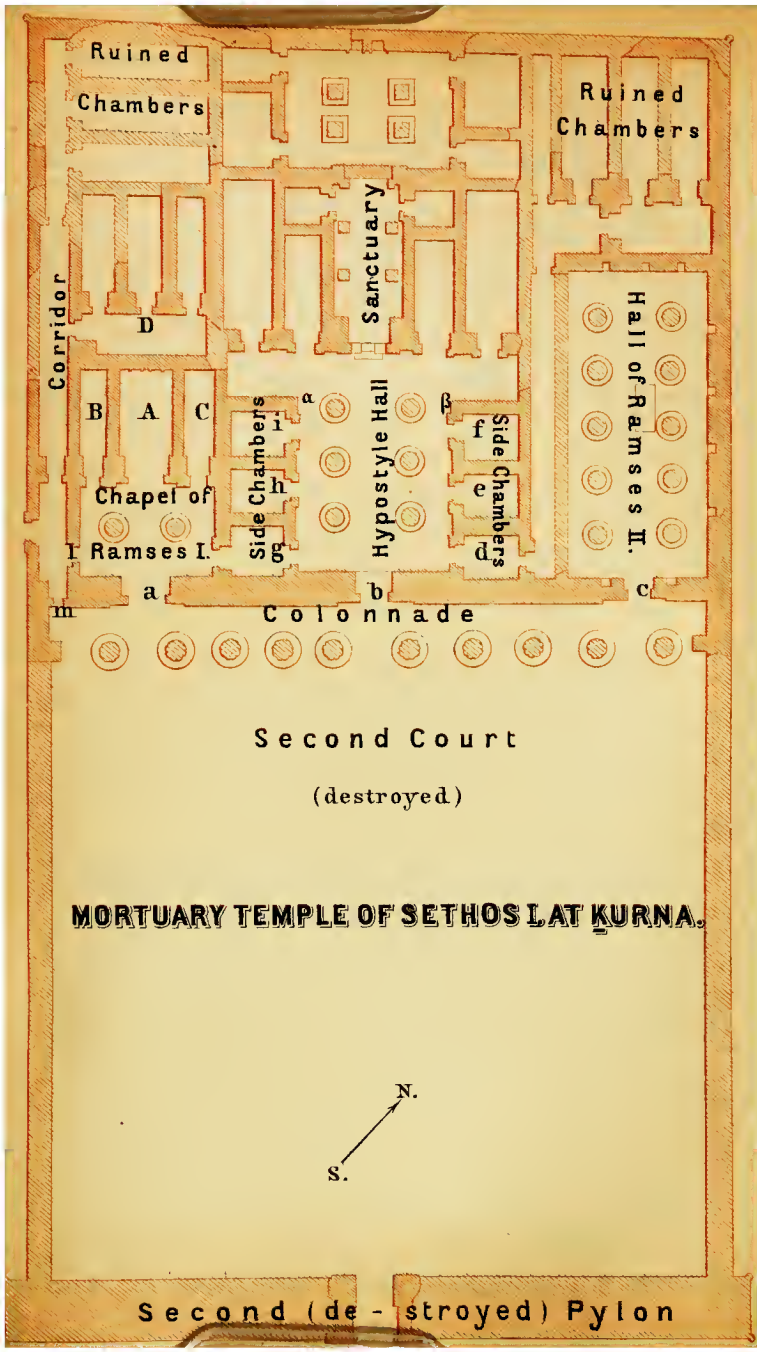 Ruined
Chambers
Ruined
Chambers
Sanctuary
Corridor
D
Hall of Ramses II.
B
A
C
α
β
Side Chambers
i
h
g
Hypostyle Hall
Side Chambers
f
e
d
Chapel of
Ramses I.
l
m
a
b
c
Colonnade
Second Court
(destroyed)
MORTUARY TEMPLE OF SETHOS I. AT ḲURNA.
N.
S.
Second (de-stroyed) Pylon